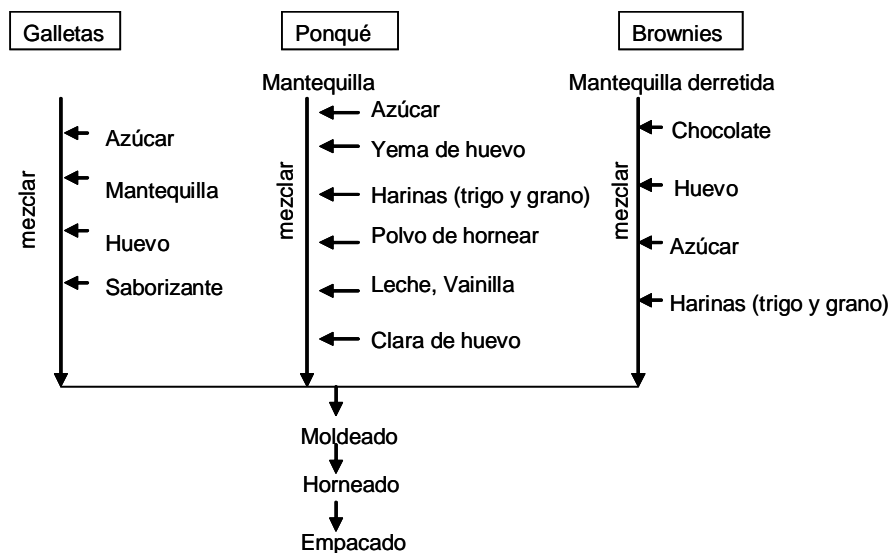 Galletas
Ponqué
Brownies
Mantequilla
Mantequilla derretida
mezclar
Azúcar
Mantequilla
Huevo
Saborizante
mezclar
Azúcar
Yema de huevo
Harinas (trigo y grano)
Polvo de hornear
Leche, Vainilla
Clara de huevo
mezclar
Chocolate
Huevo
Azúcar
Harinas (trigo y grano)
Moldeado
Horneado
Empacado